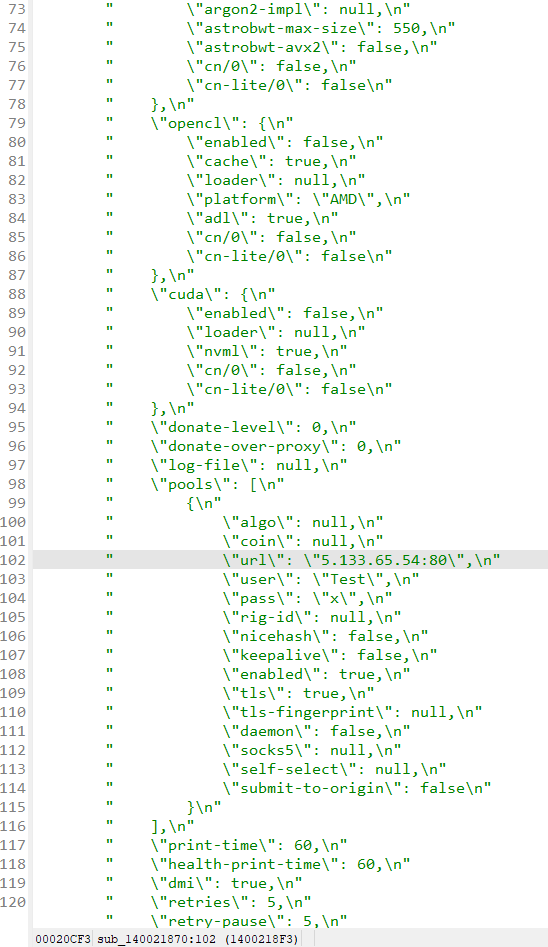 73 "        \"argon2-impl\": null,\n"
74 "        \"astrobwt-max-size\": 550,\n"
75 "        \"astrobwt-avx2\": false,\n"
76 "        \"cn/0\": false,\n"
77 "        \"cn-lite/0\": false\n"
78 "    },\n"
79 "    \"opencl\": {\n"
80 "        \"enabled\": false,\n"
81 "        \"cache\": true,\n"
82 "        \"loader\": null,\n"
83 "        \"platform\": \"AMD\",\n"
84 "        \"adl\": true,\n"
85 "        \"cn/0\": false,\n"
86 "        \"cn-lite/0\": false\n"
87 "    },\n"
88 "    \"cuda\": {\n"
89 "        \"enabled\": false,\n"
90 "        \"loader\": null,\n"
91 "        \"nvml\": true,\n"
92 "        \"cn/0\": false,\n"
93 "        \"cn-lite/0\": false\n"
94 "    },\n"
95 "    \"donate-level\": 0,\n"
96 "    \"donate-over-proxy\": 0,\n"
97 "    \"log-file\": null,\n"
98 "    \"pools\": [\n"
99 "        {\n"
100 "            \"algo\": null,\n"
101 "            \"coin\": null,\n"
102 "            \"url\": \"5.133.65.54:80\",\n"
103 "            \"user\": \"Test\",\n"
104 "            \"pass\": \"x\",\n"
105 "            \"rig-id\": null,\n"
106 "            \"nicehash\": false,\n"
107 "            \"keepalive\": false,\n"
108 "            \"enabled\": true,\n"
109 "            \"tls\": true,\n"
110 "            \"tls-fingerprint\": null,\n"
111 "            \"daemon\": false,\n"
112 "            \"socks5\": null,\n"
113 "            \"self-select\": null,\n"
114 "            \"submit-to-origin\": false\n"
115 "        }\n"
116 "    ],\n"
117 "    \"print-time\": 60,\n"
118 "    \"health-print-time\": 60,\n"
119 "    \"dmi\": true,\n"
120 "    \"retries\": 5,\n"
"    \"retry-pause\": 5,\n"
00020CF3 sub_140021870:102 (1400218F3)